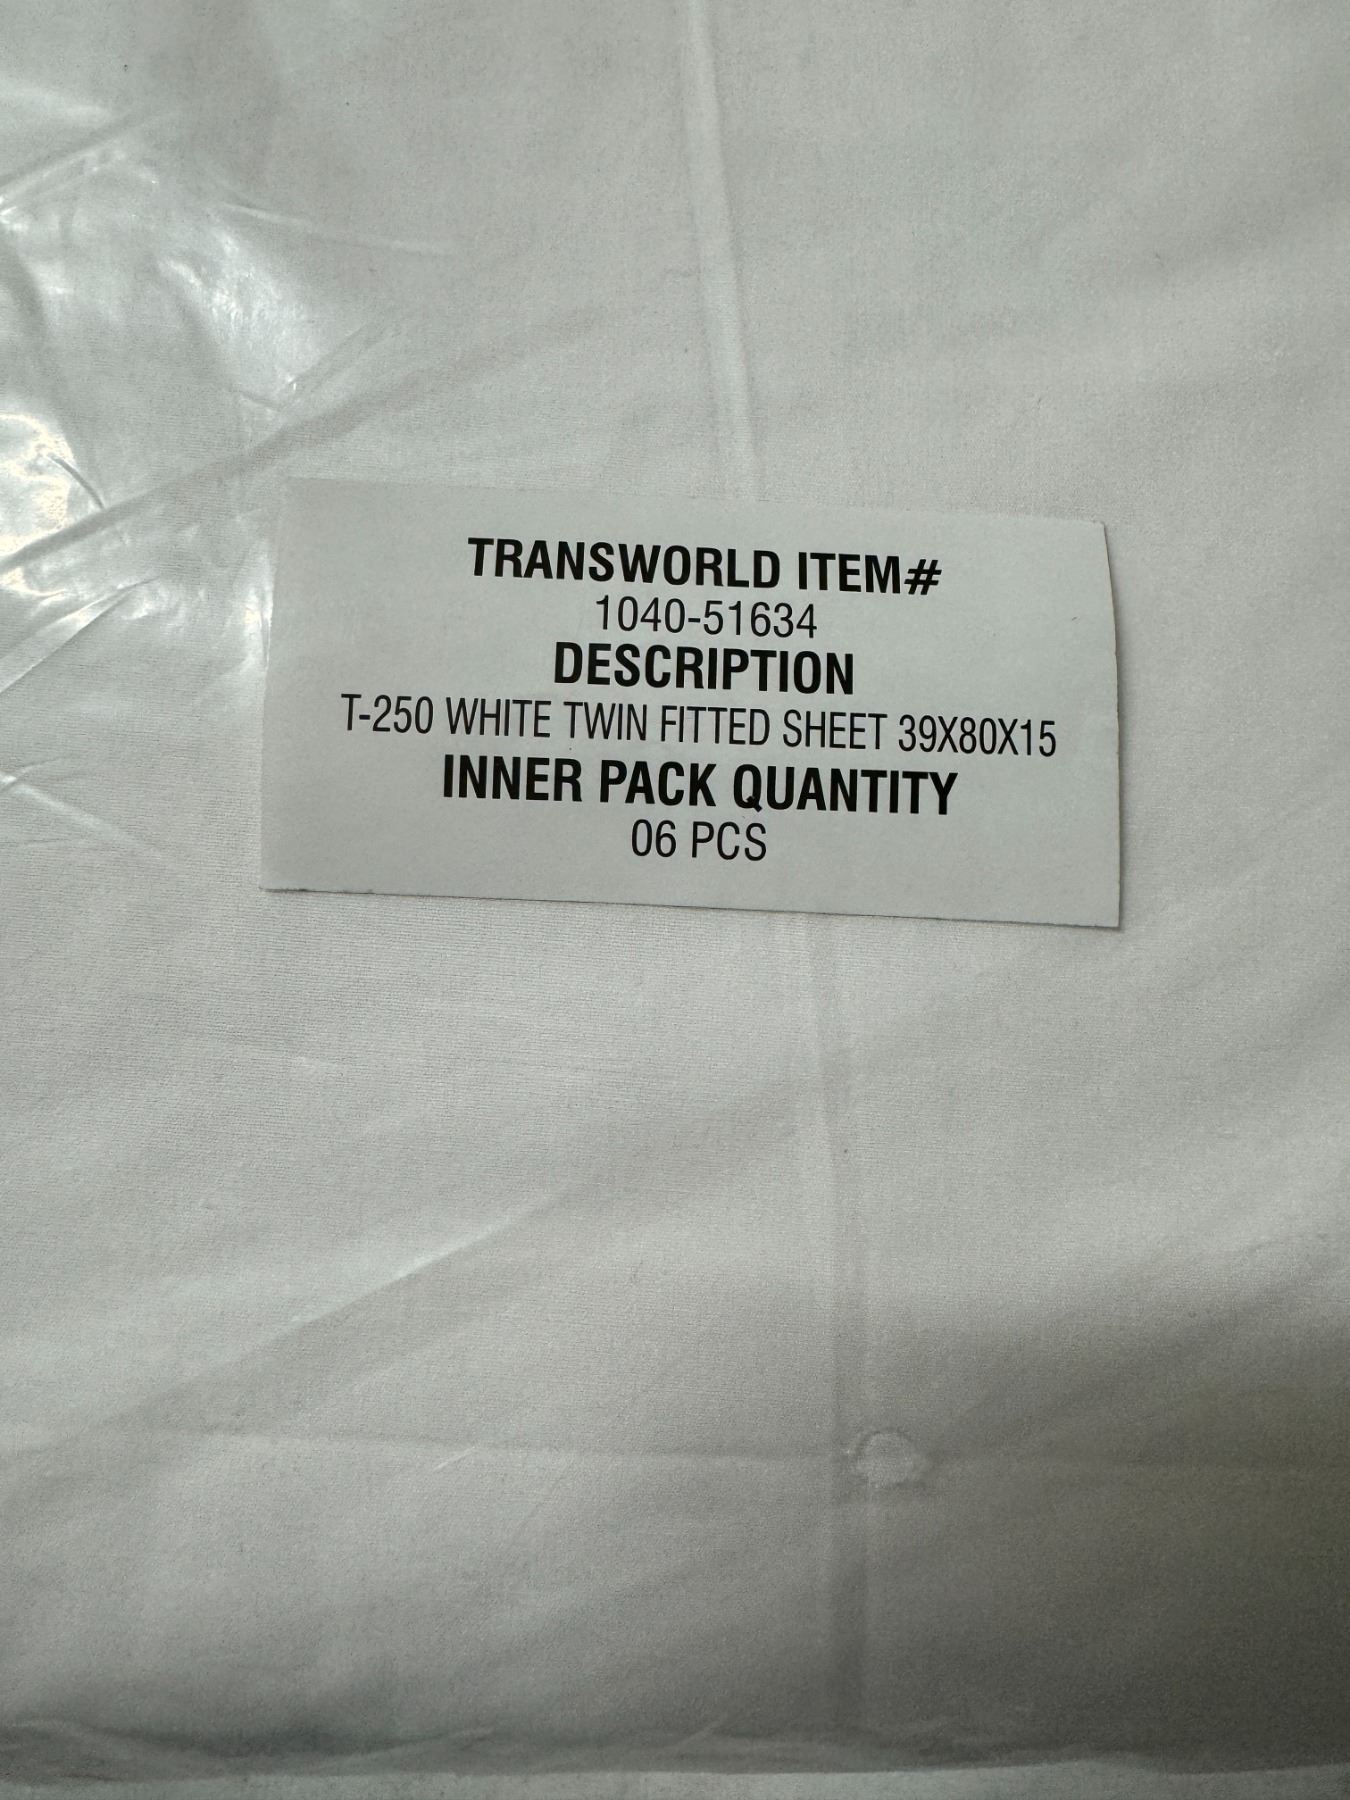 TRANSWORLD ITEM#
1040-51634
DESCRIPTION
T-250 WHITE TWIN FITTED SHEET 39X80X15
INNER PACK QUANTITY
06 PCS